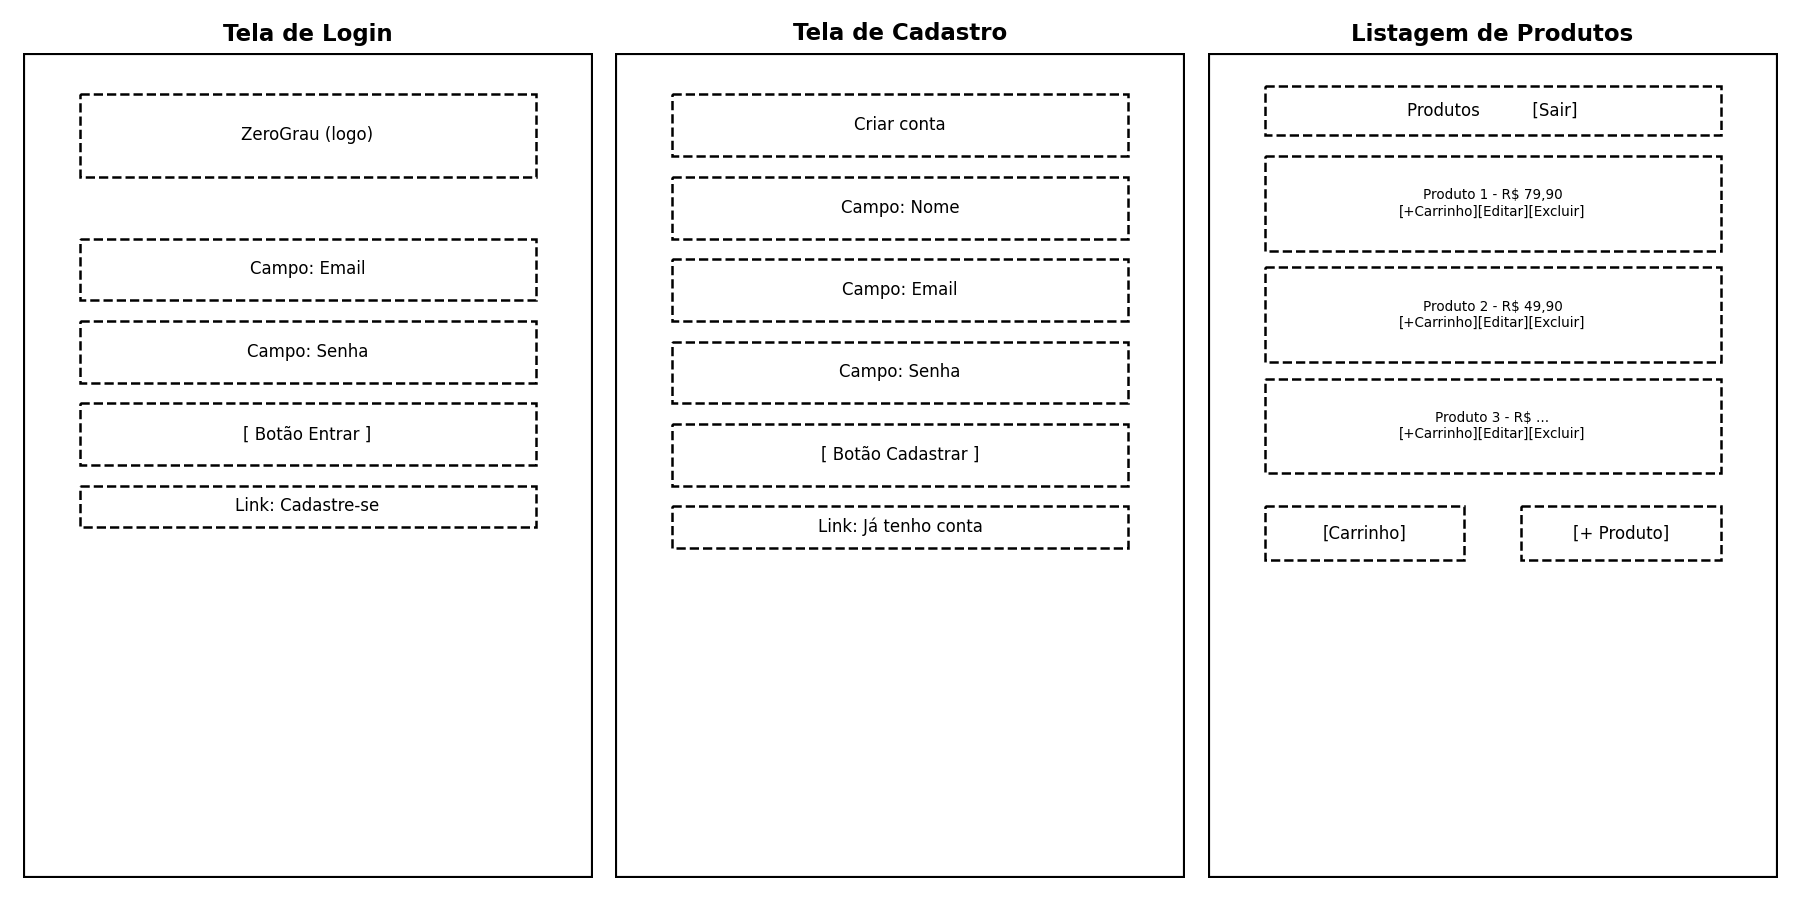 Tela de Login
ZeroGrau (logo)
Campo: Email
Campo: Senha
[ Botão Entrar ]
Link: Cadastre-se
Tela de Cadastro
Criar conta
Campo: Nome
Campo: Email
Campo: Senha
[ Botão Cadastrar ]
Link: Já tenho conta
Listagem de Produtos
Produtos [Sair]
Produto 1 - R$ 79,90
[+Carrinho][Editar][Excluir]
Produto 2 - R$ 49,90
[+Carrinho][Editar][Excluir]
Produto 3 - R$ ...
[+Carrinho][Editar][Excluir]
[Carrinho]
[+ Produto]